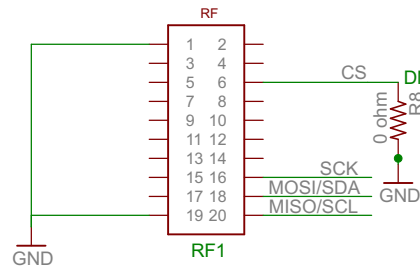 RF
1 2
3 4
5 6
7 8
9 10
11 12
13 14
15 16
17 18
19 20
CS
R8
0 ohm
SCK
MOSI/SDA
MISO/SCL
GND
GND
RF1